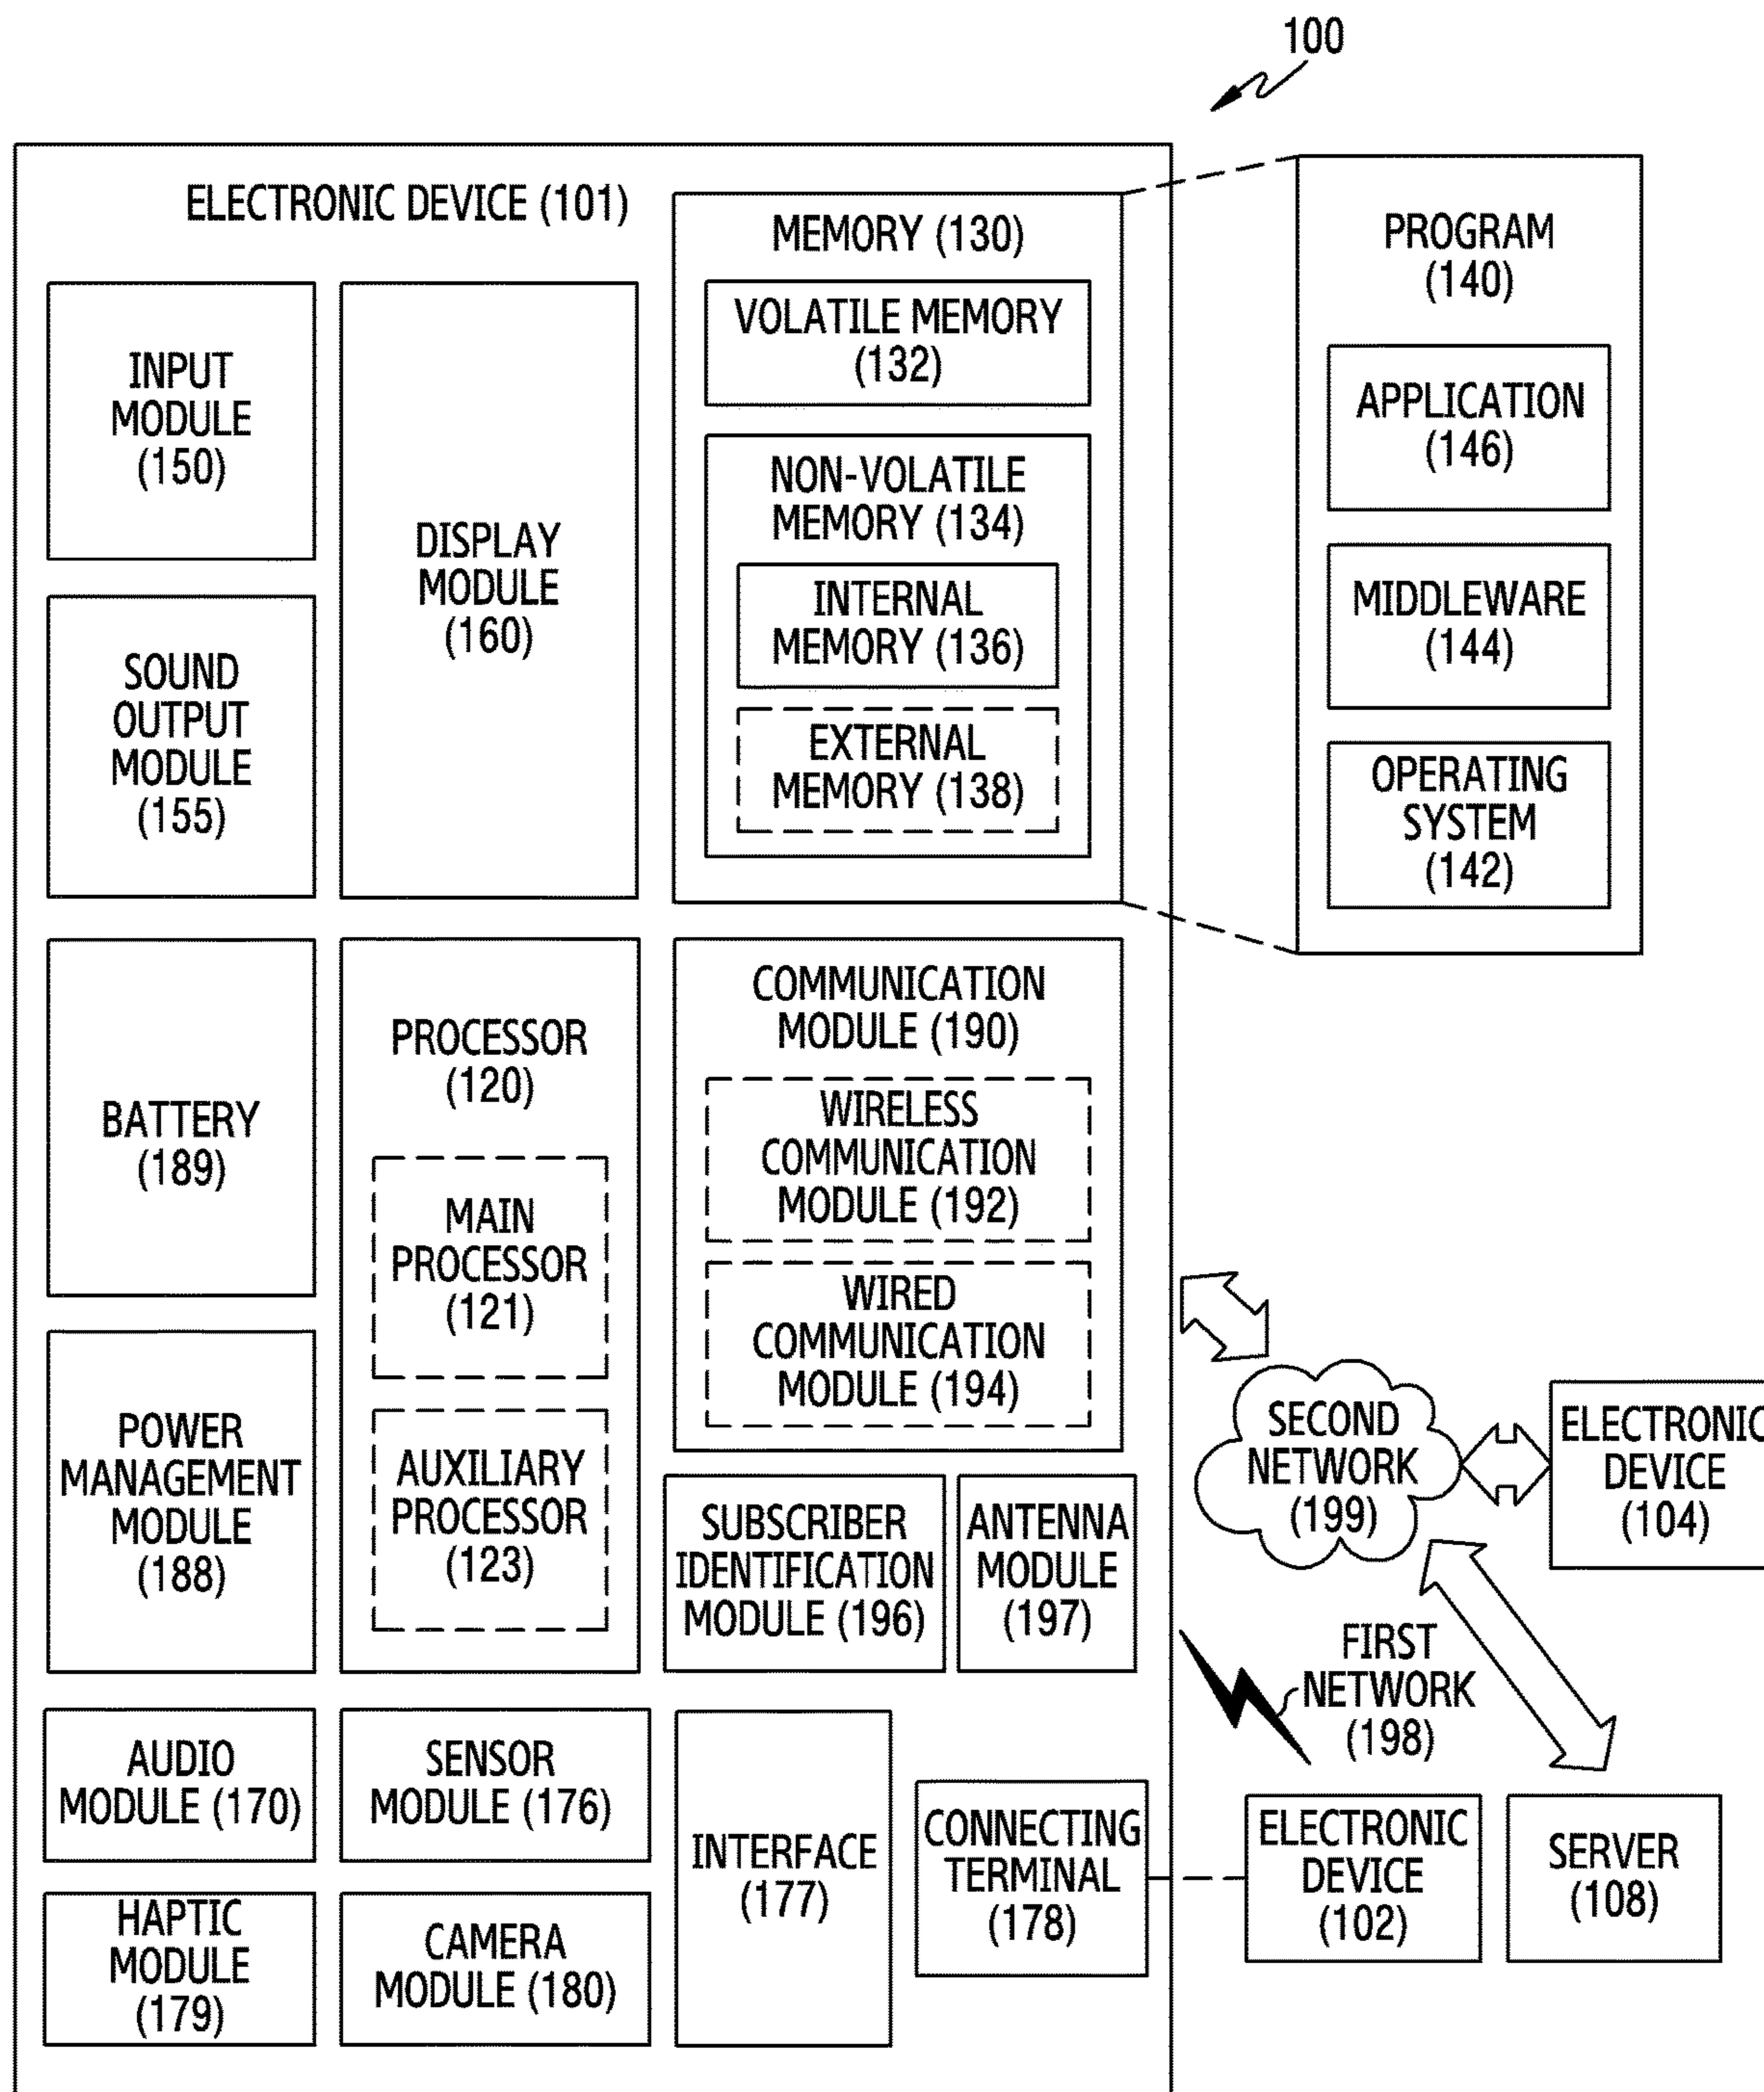 100
ELECTRONIC DEVICE (101)
INPUT
MODULE
(150)
SOUND
OUTPUT
MODULE
(155)
DISPLAY
MODULE
(160)
MEMORY (130)
VOLATILE MEMORY
(132)
NON-VOLATILE
MEMORY (134)
INTERNAL
MEMORY (136)
EXTERNAL
MEMORY (138)
PROGRAM
(140)
APPLICATION
(146)
MIDDLEWARE
(144)
OPERATING
SYSTEM
(142)
BATTERY
(189)
POWER
MANAGEMENT
MODULE
(188)
PROCESSOR
(120)
MAIN
PROCESSOR
(121)
AUXILIARY
PROCESSOR
(123)
COMMUNICATION
MODULE (190)
WIRELESS
COMMUNICATION
MODULE (192)
WIRED
COMMUNICATION
MODULE (194)
SUBSCRIBER
IDENTIFICATION
MODULE (196)
ANTENNA
MODULE
(197)
SECOND
NETWORK
(199)
ELECTRONIC
DEVICE
(104)
FIRST
NETWORK
(198)
AUDIO
MODULE (170)
SENSOR
MODULE (176)
HAPTIC
MODULE
(179)
CAMERA
MODULE (180)
INTERFACE
(177)
CONNECTING
TERMINAL
(178)
ELECTRONIC
DEVICE
(102)
SERVER
(108)